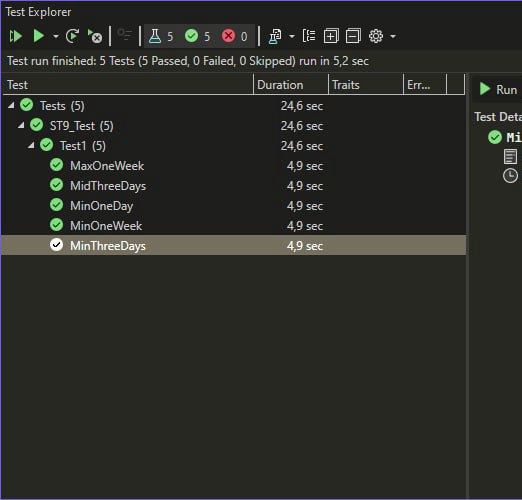 Test Explorer
5 5 0
Test run finished: 5 Tests (5 Passed, 0 Failed, 0 Skipped) run in 5,2 sec
Test Duration Traits Err... Run
Tests (5) 24,6 sec Test Deta
ST9_Test (5) 24,6 sec Mi
Test1 (5) 24,6 sec
MaxOneWeek 4,9 sec
MidThreeDays 4,9 sec
MinOneDay 4,9 sec
MinOneWeek 4,9 sec
MinThreeDays 4,9 sec